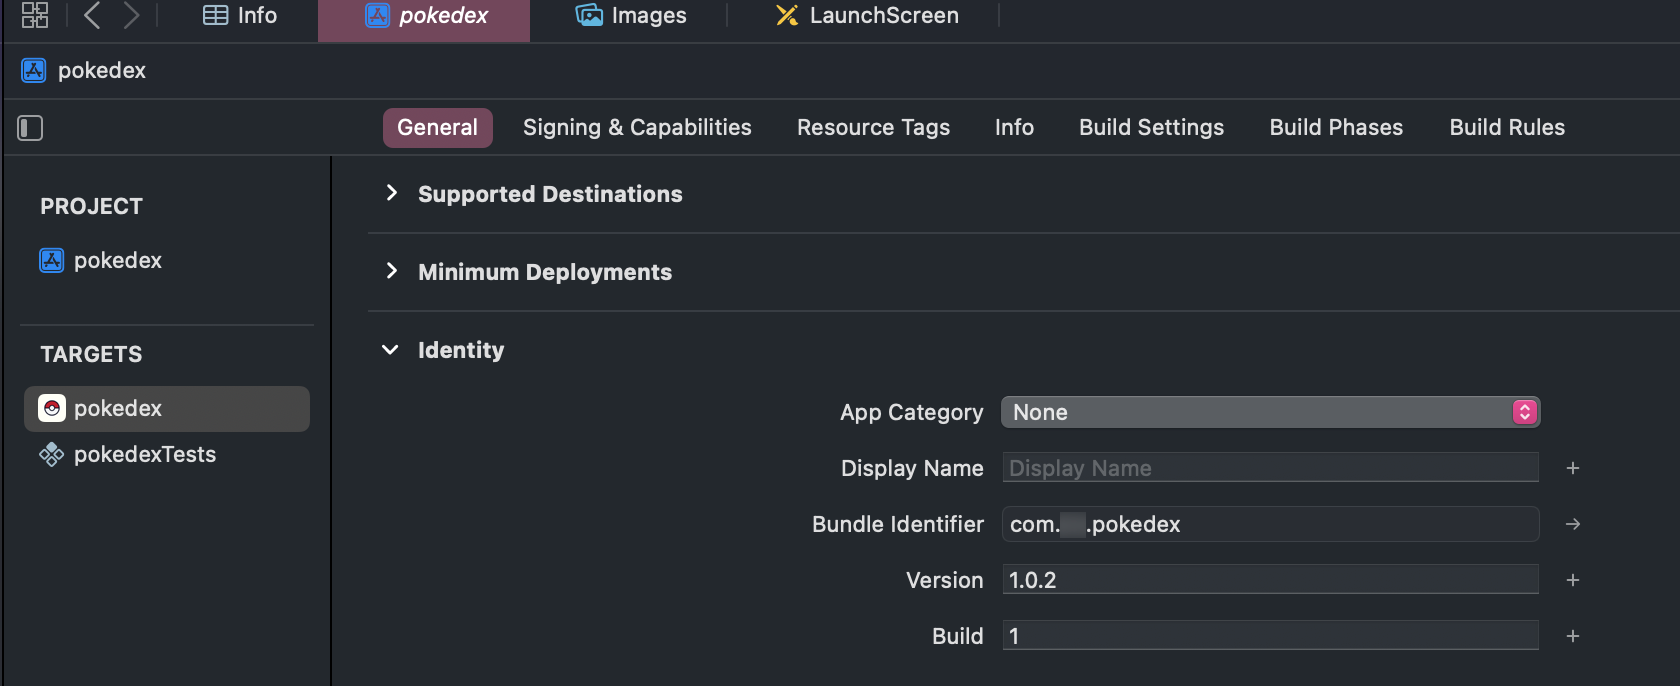 Info pokedex Images LaunchScreen
pokedex
General Signing & Capabilities Resource Tags Info Build Settings Build Phases Build Rules
PROJECT
pokedex
TARGETS
pokedex
pokedexTests
Supported Destinations
Minimum Deployments
Identity
App Category None
Display Name Display Name
Bundle Identifier com. .pokedex
Version 1.0.2
Build 1